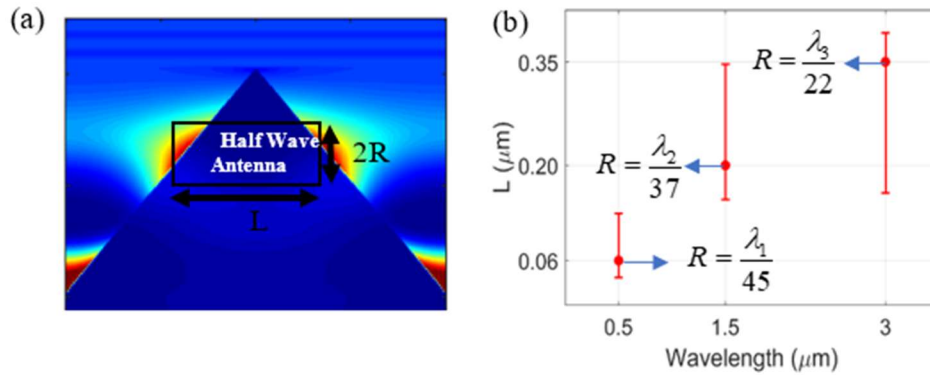 (a)
Half Wave
Antenna
2R
L
(b)
L (μm)
0.35
0.20
0.06
R = λ₃/22
R = λ₂/37
R = λ₁/45
0.5
1.5
3
Wavelength (μm)